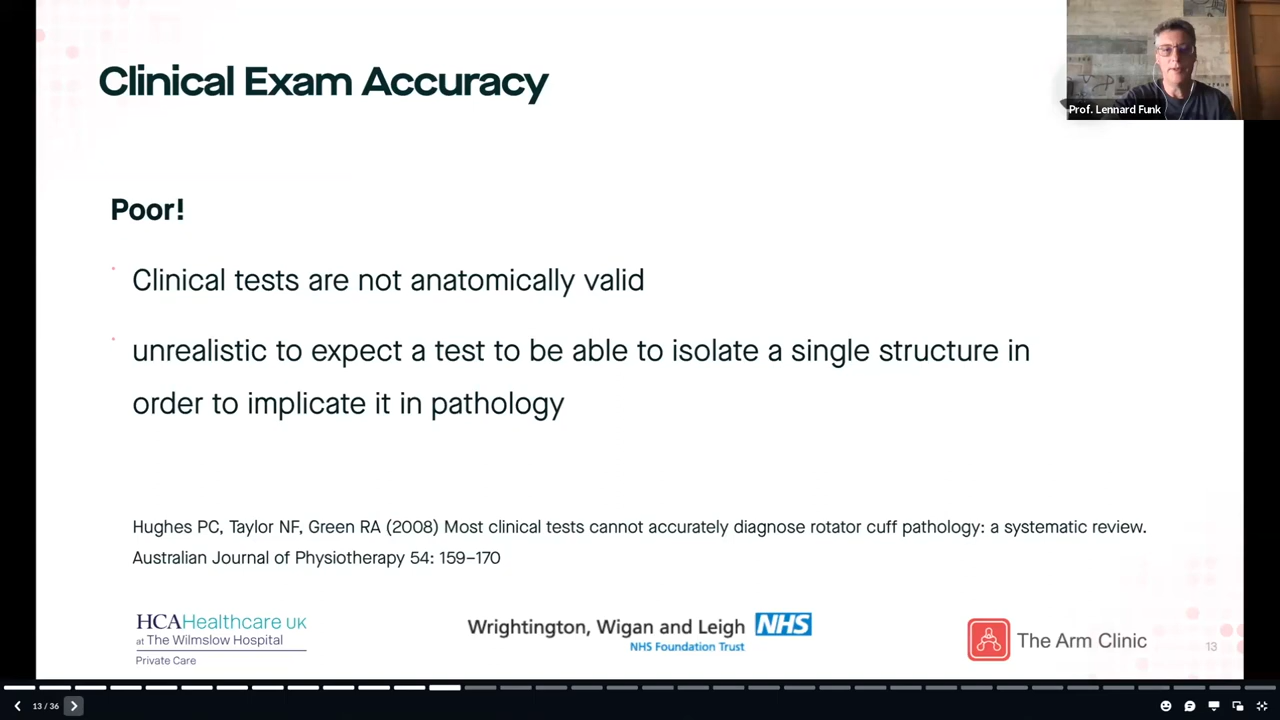 Clinical Exam Accuracy
Prof. Lennard Funk
Poor!
Clinical tests are not anatomically valid
unrealistic to expect a test to be able to isolate a single structure in
order to implicate it in pathology
Hughes PC, Taylor NF, Green RA (2008) Most clinical tests cannot accurately diagnose rotator cuff pathology: a systematic review.
Australian Journal of Physiotherapy 54: 159–170
HCAHealthcare UK
at The Wilmslow Hospital
Private Care
Wrightington, Wigan and Leigh NHS
NHS Foundation Trust
The Arm Clinic
13
13 / 36